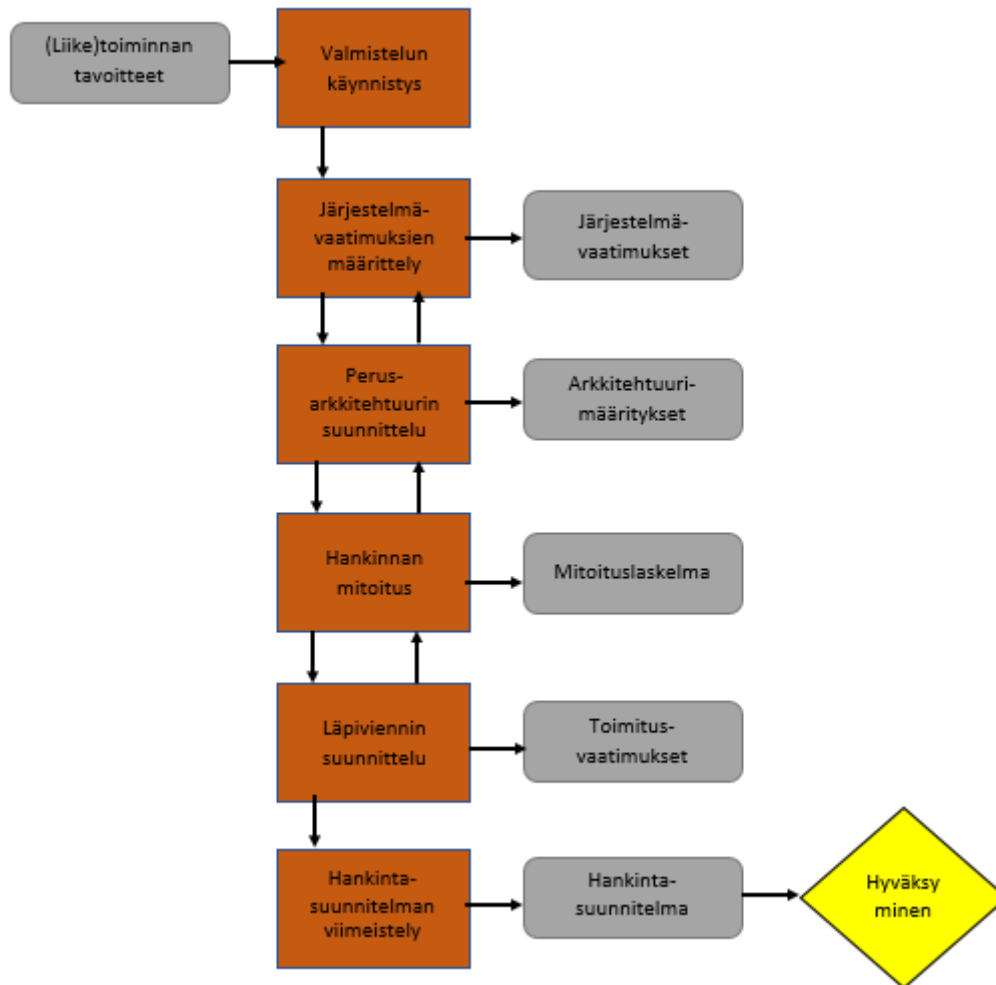 (Liike)toiminnan
tavoitteet
Valmistelun
käynnistys
Järjestelmä-
vaatimuksien
määrittely
Järjestelmä-
vaatimukset
Perus-
arkkitehtuurin
suunnittelu
Arkkitehtuuri-
määritykset
Hankinnan
mitoitus
Mitoituslaskelma
Läpiviennin
suunnittelu
Toimitus-
vaatimukset
Hankinta-
suunnitelman
viimeistely
Hankinta-
suunnitelma
Hyväksy
minen